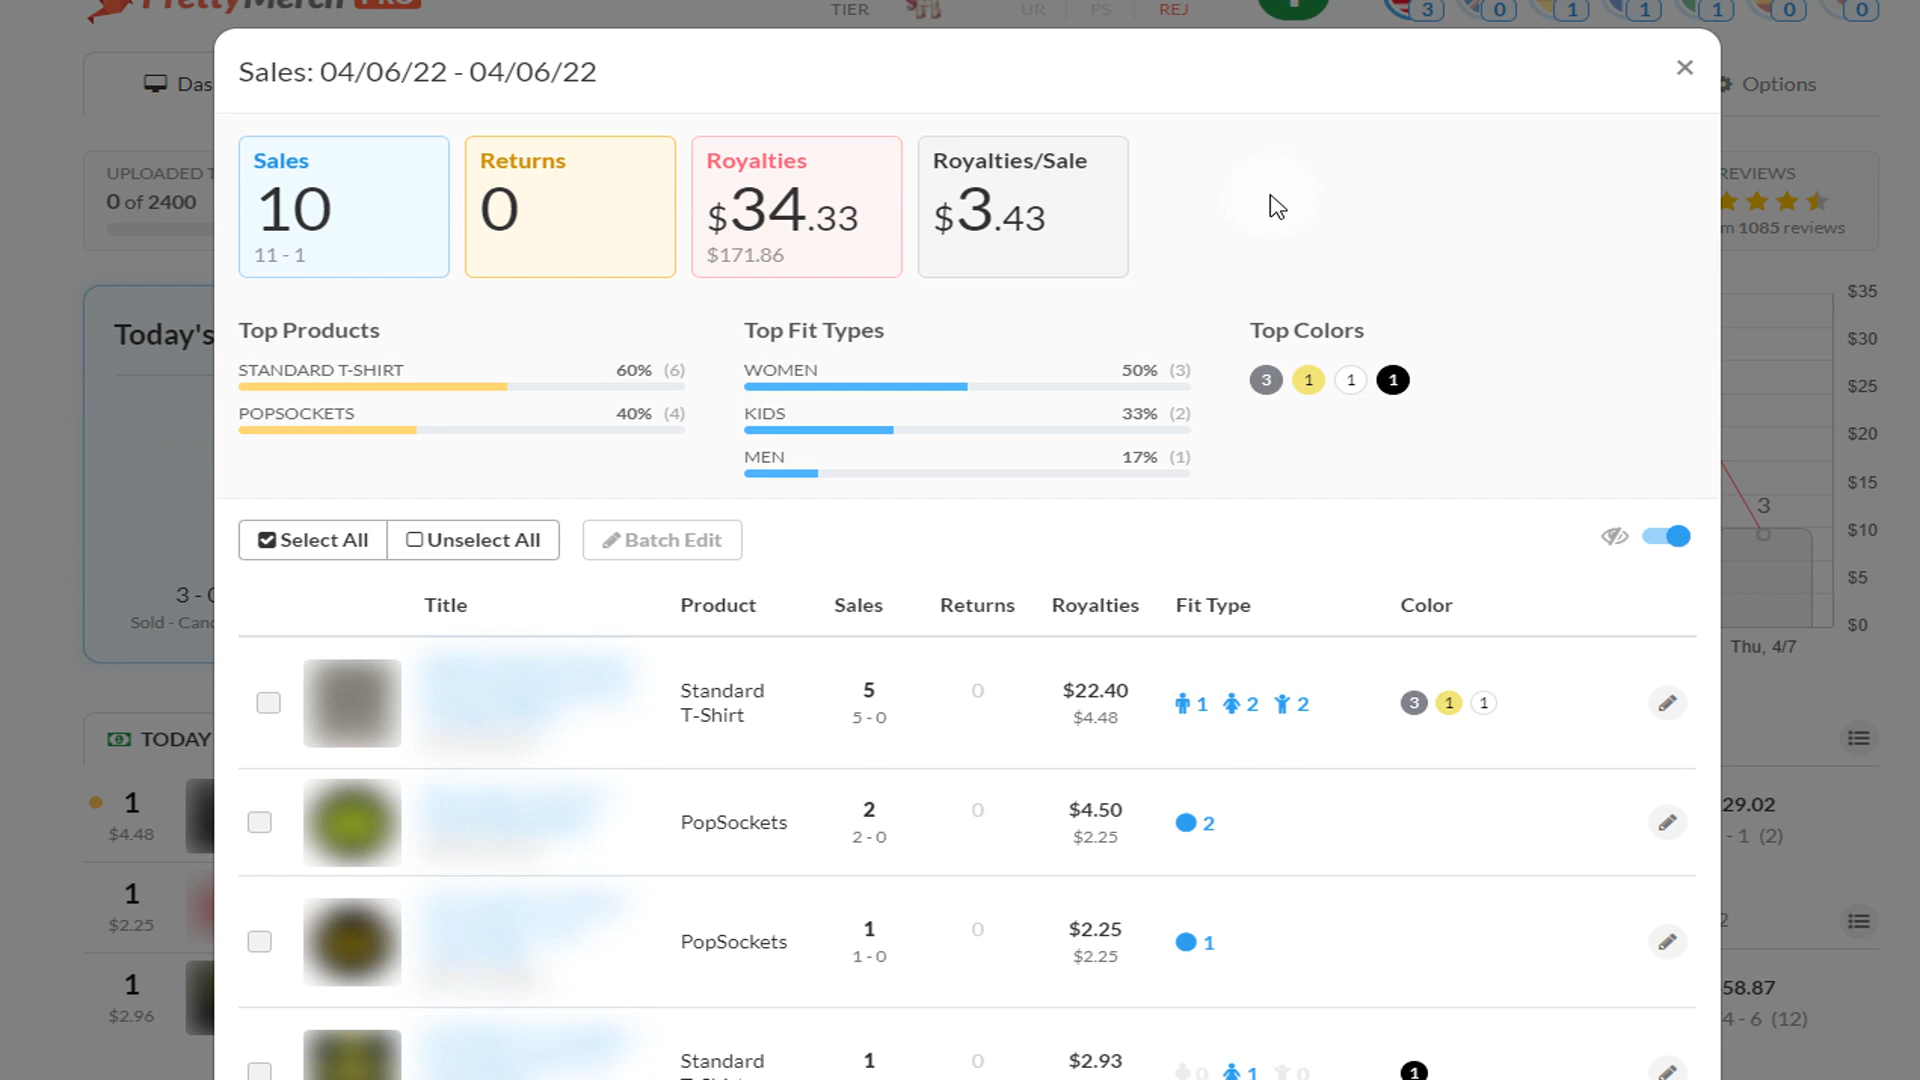 PrettyMerch PRO
TIER UR PS REJ 3 0 1 1 1 0 0
Das
Options
Sales: 04/06/22 - 04/06/22
×
UPLOADED T
0 of 2400
REVIEWS
m 1085 reviews
Sales
10
11 - 1
Returns
0
Royalties
$34.33
$171.86
Royalties/Sale
$3.43
Today's
3 - 0
Sold - Canc
Top Products
STANDARD T-SHIRT 60% (6)
POPSOCKETS 40% (4)
Top Fit Types
WOMEN 50% (3)
KIDS 33% (2)
MEN 17% (1)
Top Colors
3 1 1 1
$35
$30
$25
$20
$15
$10
$5
$0
3
Thu, 4/7
Select All Unselect All Batch Edit
Title Product Sales Returns Royalties Fit Type Color
Standard T-Shirt 5 0 $22.40 1 2 2 3 1 1
5 - 0 $4.48
PopSockets 2 0 $4.50 2
2 - 0 $2.25
PopSockets 1 0 $2.25 1
1 - 0 $2.25
Standard 1 0 $2.93 0 1 0 1
TODAY
1
$4.48
1
$2.25
1
$2.96
29.02
- 1 (2)
2
58.87
4 - 6 (12)